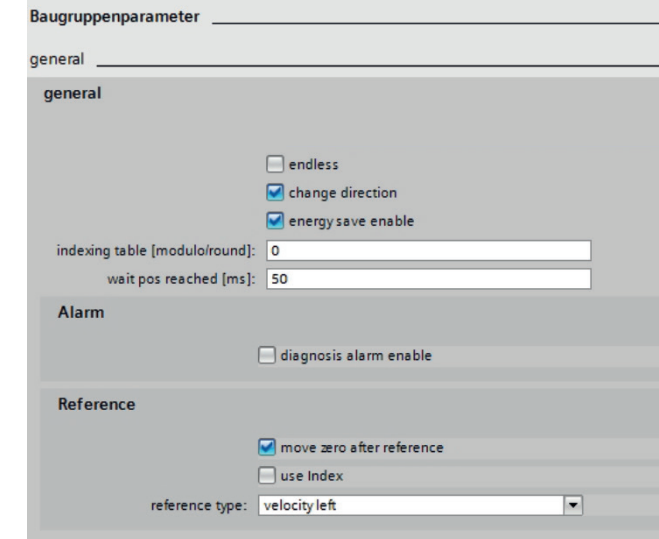 Baugruppenparameter
general
general
endless
change direction
energy save enable
indexing table [modulo/round]: 0
wait pos reached [ms]: 50
Alarm
diagnosis alarm enable
Reference
move zero after reference
use Index
reference type: velocity left